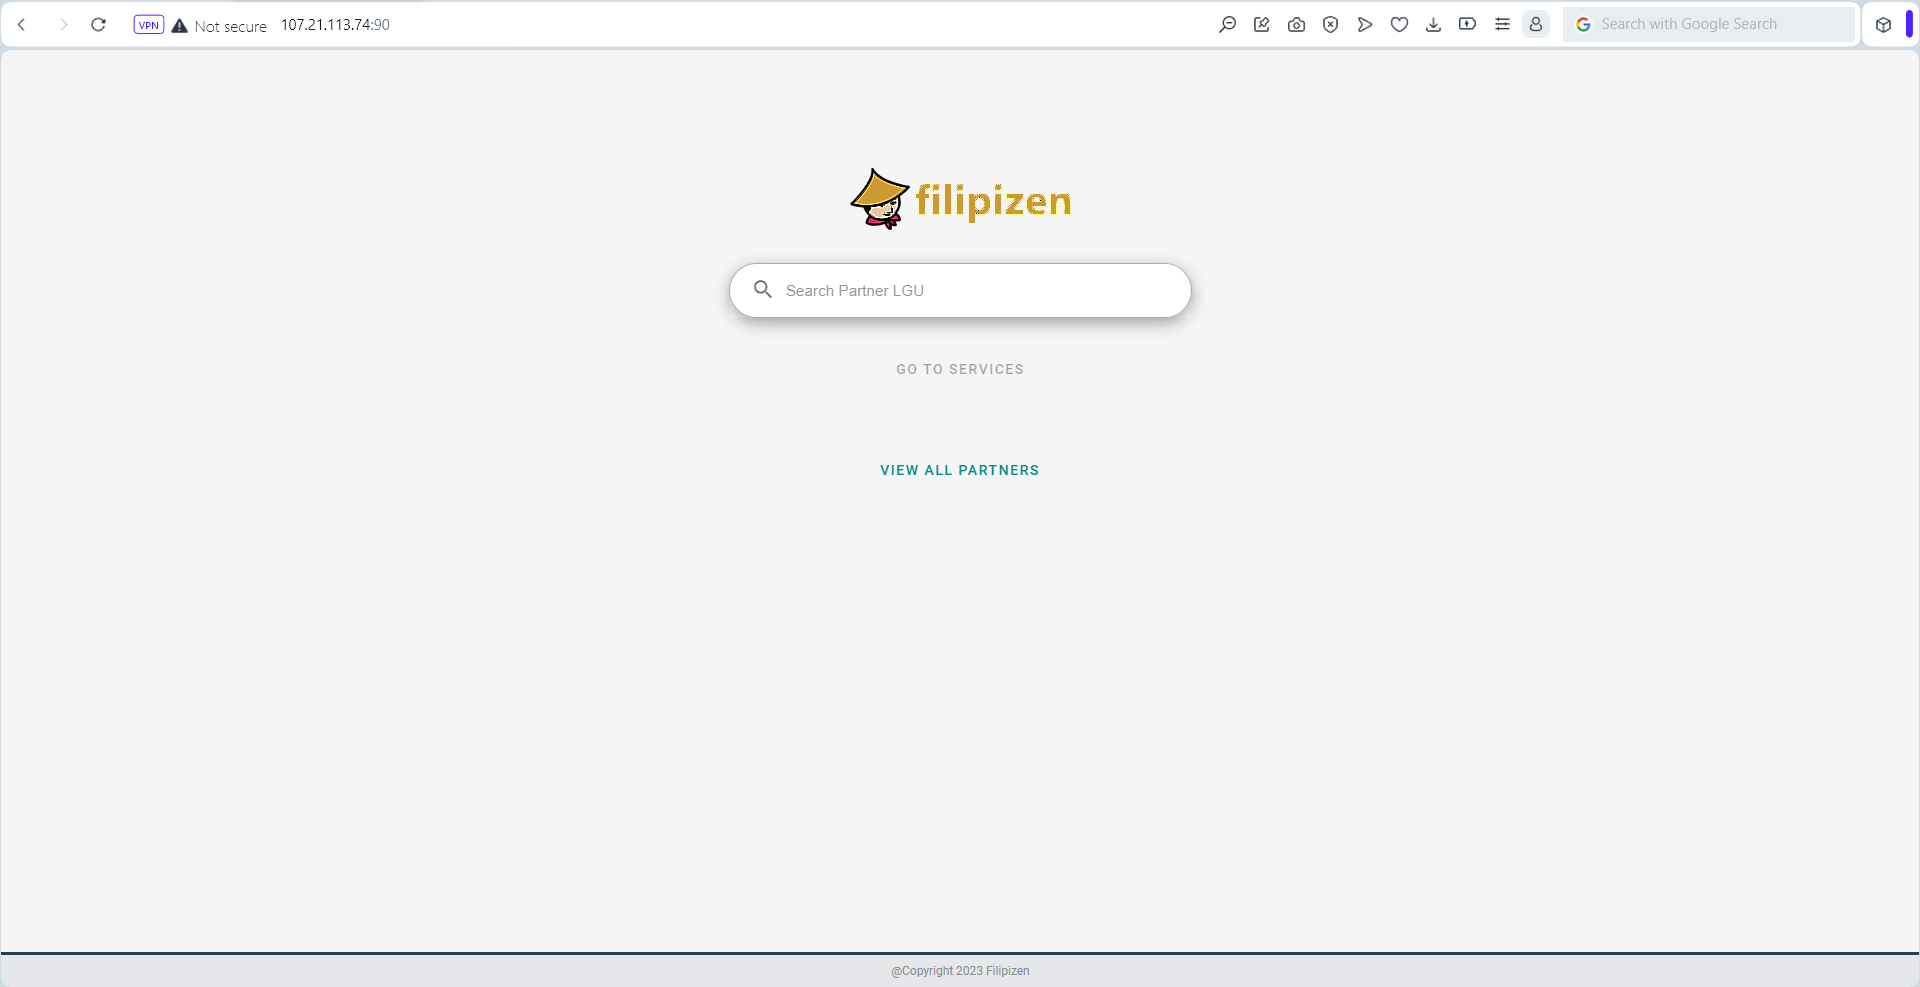 VPN Not secure 107.21.113.74:90 Search with Google Search
filipizen
Search Partner LGU
GO TO SERVICES
VIEW ALL PARTNERS
@Copyright 2023 Filipizen